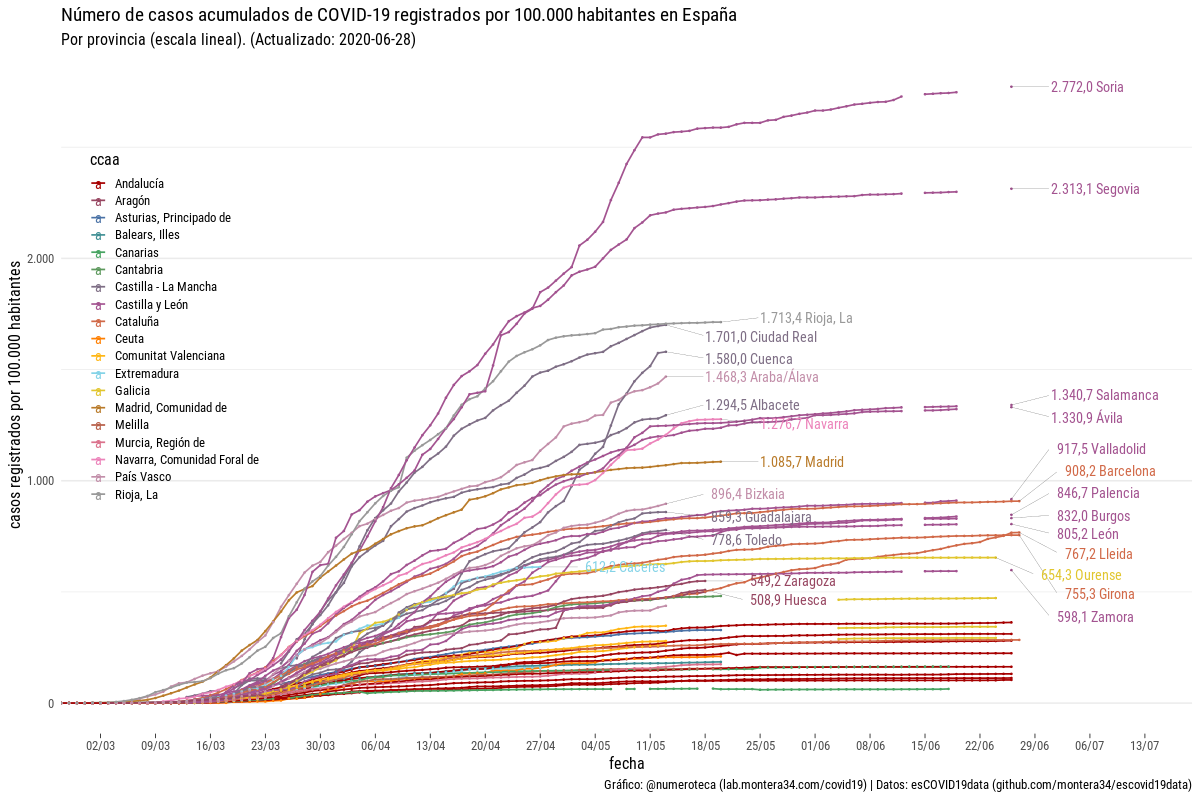 Número de casos acumulados de COVID-19 registrados por 100.000 habitantes en España
Por provincia (escala lineal). (Actualizado: 2020-06-28)
casos registrados por 100.000 habitantes
2.000
1.000
0
ccaa
Andalucía
Aragón
Asturias, Principado de
Balears, Illes
Canarias
Cantabria
Castilla - La Mancha
Castilla y León
Cataluña
Ceuta
Comunitat Valenciana
Extremadura
Galicia
Madrid, Comunidad de
Melilla
Murcia, Región de
Navarra, Comunidad Foral de
País Vasco
Rioja, La
2.772,0 Soria
2.313,1 Segovia
1.713,4 Rioja, La
1.701,0 Ciudad Real
1.580,0 Cuenca
1.468,3 Araba/Álava
1.340,7 Salamanca
1.294,5 Albacete
1.330,9 Ávila
1.276,7 Navarra
917,5 Valladolid
1.085,7 Madrid
908,2 Barcelona
896,4 Bizkaia
846,7 Palencia
859,3 Guadalajara
832,0 Burgos
778,6 Toledo
805,2 León
767,2 Lleida
612,2 Cáceres
654,3 Ourense
549,2 Zaragoza
755,3 Girona
508,9 Huesca
598,1 Zamora
02/03 09/03 16/03 23/03 30/03 06/04 13/04 20/04 27/04 04/05 11/05 18/05 25/05 01/06 08/06 15/06 22/06 29/06 06/07 13/07
fecha
Gráfico: @numeroteca (lab.montera34.com/covid19) | Datos: esCOVID19data (github.com/montera34/escovid19data)